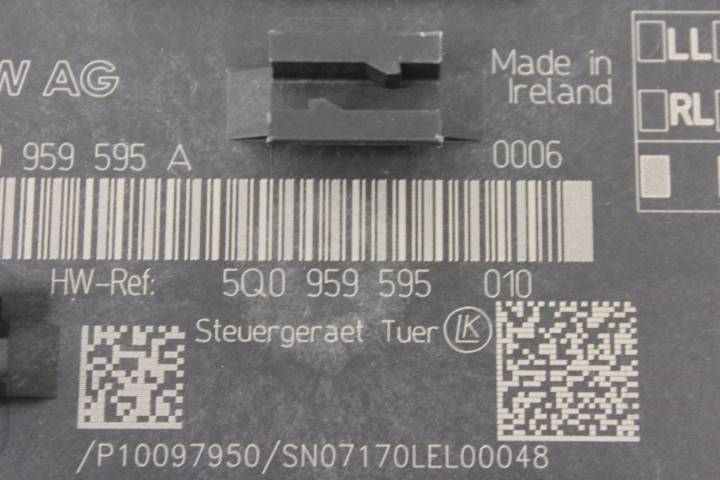 W AG
Made in
Ireland
LL
RL
959 595 A 0006
HW-Ref: 5Q0 959 595 010
Steuergeraet Tuer LK
/P10097950/SN07170LEL00048